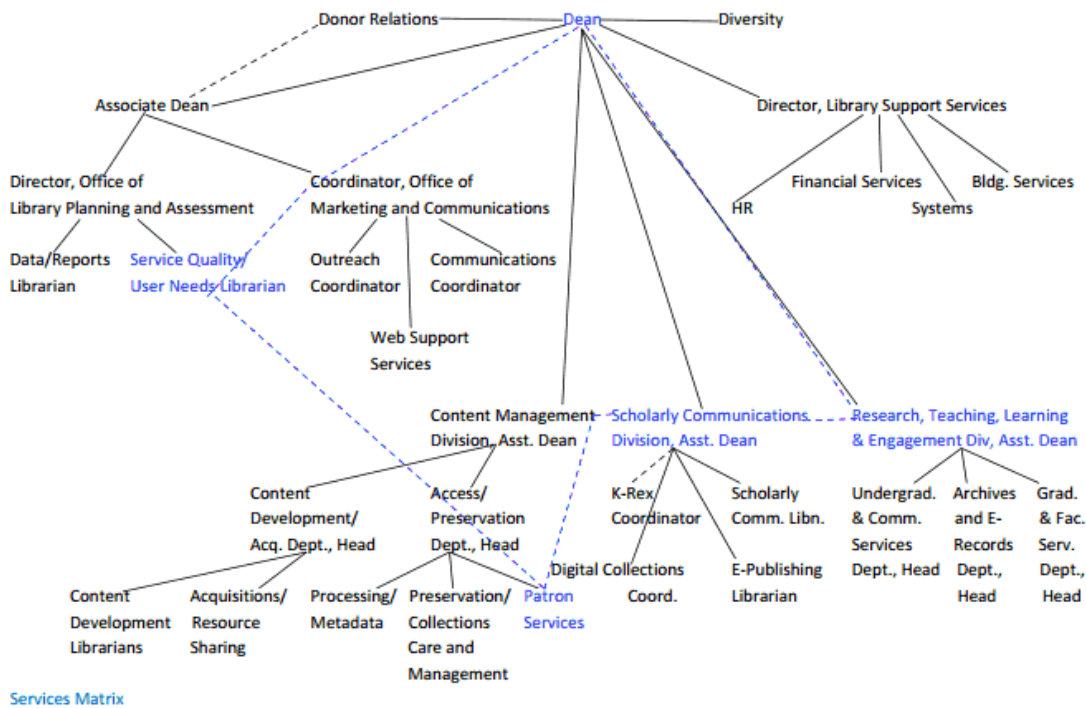 Donor Relations
Dean
Diversity
Associate Dean
Director, Library Support Services
Director, Office of
Library Planning and Assessment
Coordinator, Office of
Marketing and Communications
Financial Services
Bldg. Services
HR
Systems
Data/Reports
Librarian
Service Quality/
User Needs Librarian
Outreach
Coordinator
Communications
Coordinator
Web Support
Services
Content Management
Division, Asst. Dean
Scholarly Communications
Division, Asst. Dean
Research, Teaching, Learning
& Engagement Div, Asst. Dean
Content
Development/
Acq. Dept., Head
Access/
Preservation
Dept., Head
K-Rex
Coordinator
Scholarly
Comm. Libn.
Undergrad.
& Comm.
Services
Dept., Head
Archives
and E-
Records
Dept.,
Head
Grad.
& Fac.
Serv.
Dept.,
Head
Digital Collections
Coord.
E-Publishing
Librarian
Content
Development
Librarians
Acquisitions/
Resource
Sharing
Processing/
Metadata
Preservation/
Collections
Care and
Management
Patron
Services
Services Matrix